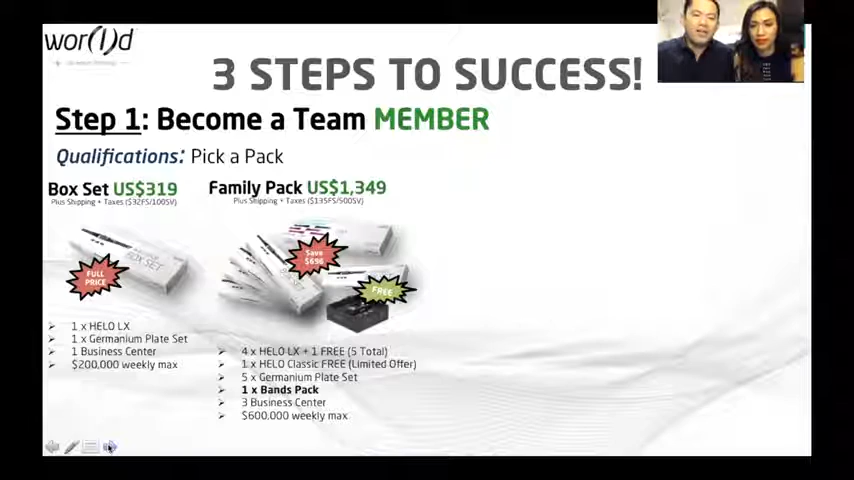 wor(l)d
3 STEPS TO SUCCESS!
Step 1: Become a Team MEMBER
Qualifications: Pick a Pack
Box Set US$319
Plus Shipping + Taxes ($32FS/100SV)
FULL
PRICE
1 x HELO LX
1 x Germanium Plate Set
1 Business Center
$200,000 weekly max
Family Pack US$1,349
Plus Shipping + Taxes ($135FS/500SV)
Save
$696
FREE
4 x HELO LX + 1 FREE (5 Total)
1 x HELO Classic FREE (Limited Offer)
5 x Germanium Plate Set
1 x Bands Pack
3 Business Center
$600,000 weekly max